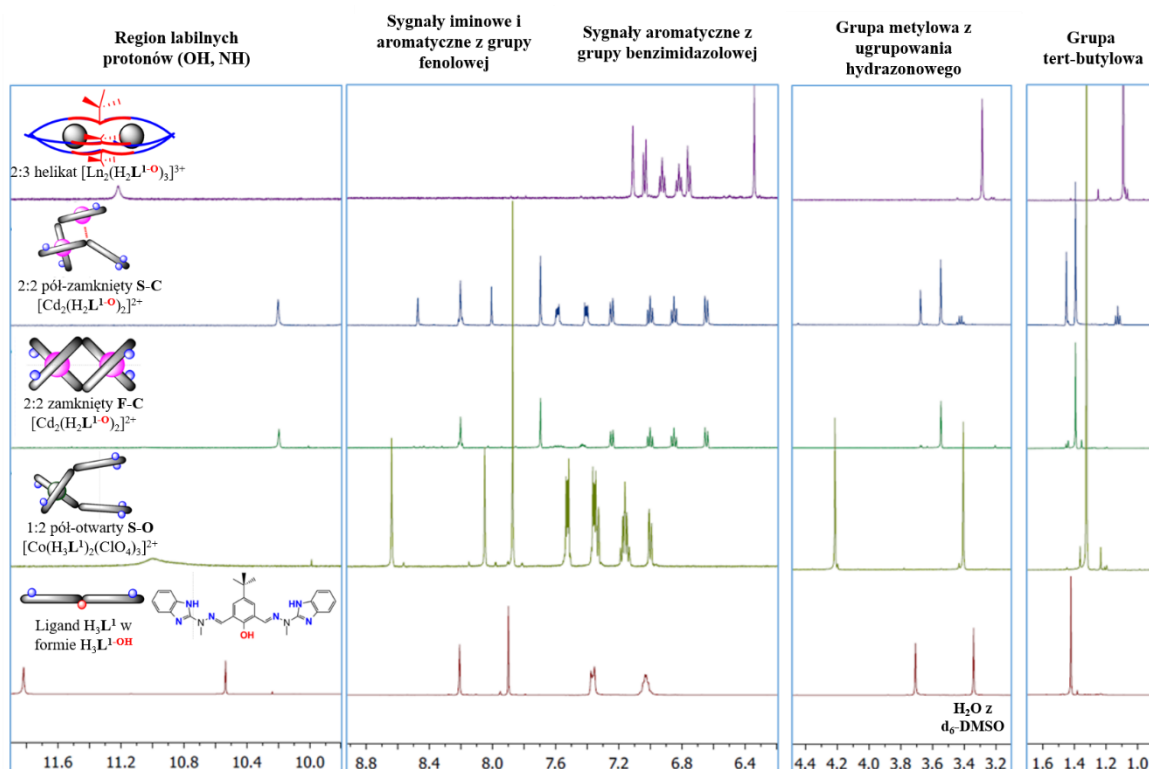 Region labilnych
protonów (OH, NH)
Sygnały iminowe i
aromatyczne z grupy
fenolowej
Sygnały aromatyczne z
grupy benzimidazolowej
Grupa metylowa z
ugrupowania
hydrazonowego
Grupa
tert-butylowa
2:3 helikat [Ln₂(H₂L¹⁻ᴼ)₃]³⁺
2:2 pół-zamknięty S-C
[Cd₂(H₂L¹⁻ᴼ)₂]²⁺
2:2 zamknięty F-C
[Cd₂(H₂L¹⁻ᴼ)₂]²⁺
1:2 pół-otwarty S-O
[Co(H₃L¹)₂(ClO₄)₃]²⁺
Ligand H₃L¹ w
formie H₃L¹⁻ᴼᴴ
NH HN
N N N N N N
OH
H₂O z
d₆-DMSO
11.6 11.2 10.8 10.4 10.0 8.8 8.4 8.0 7.6 7.2 6.8 6.4 4.4 4.2 4.0 3.8 3.6 3.4 3.2 1.6 1.4 1.2 1.0